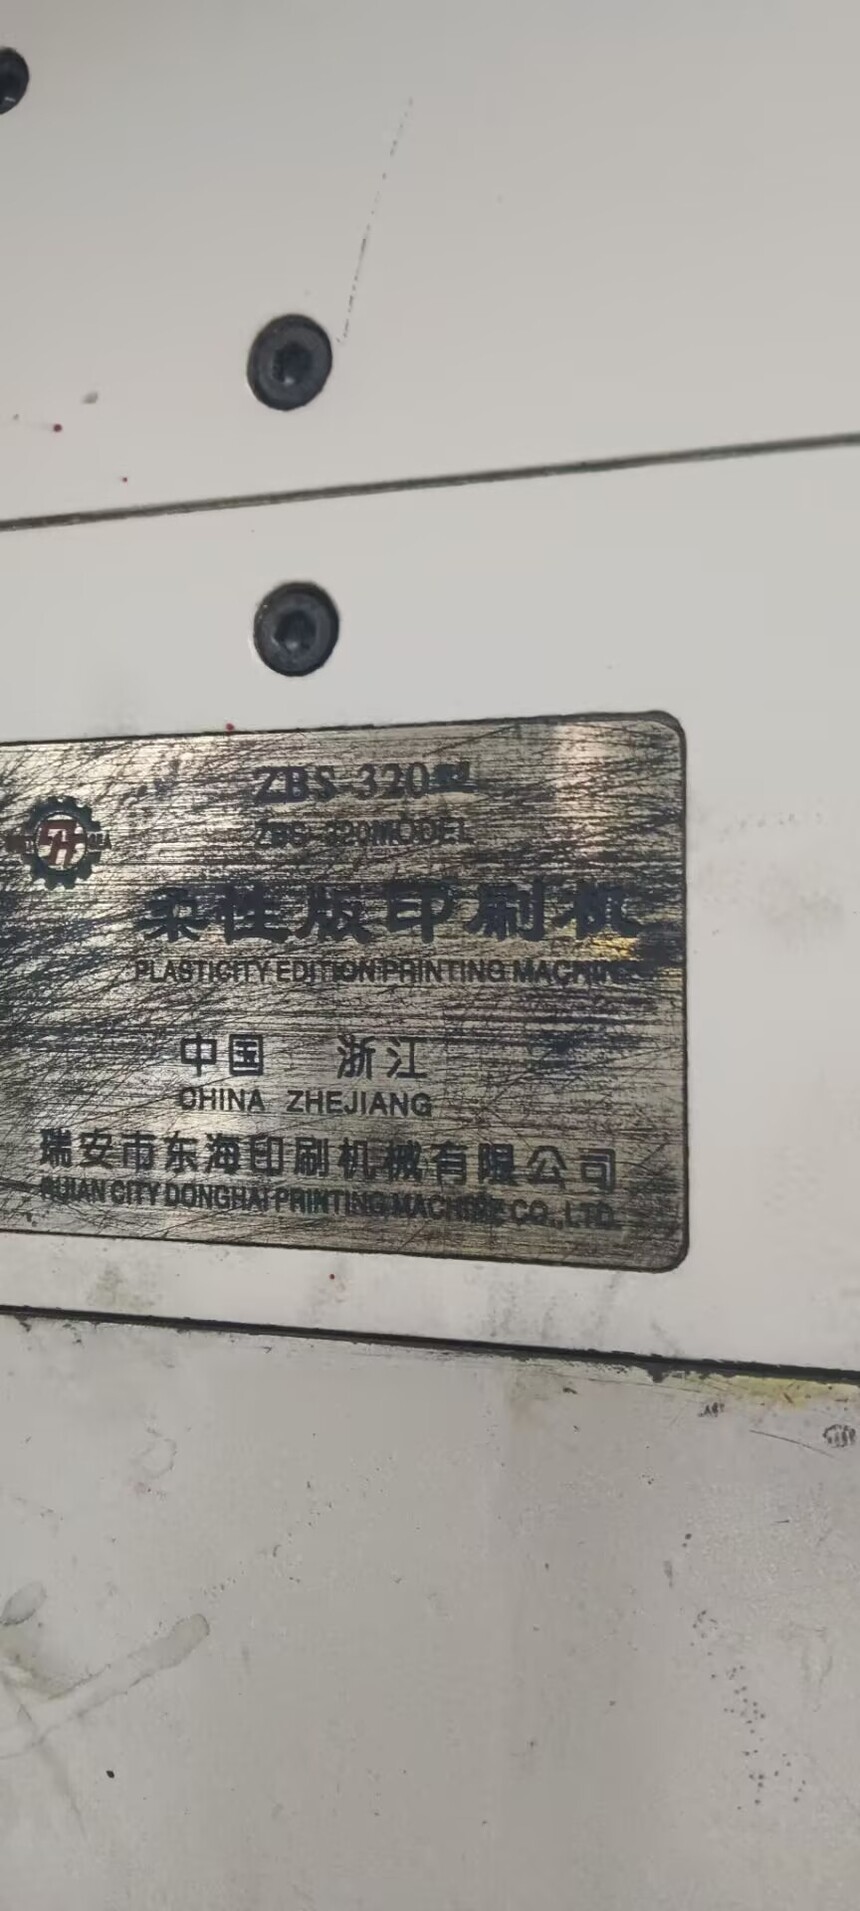 ZBS-320型
ZBS-320MODEL
柔性版印刷机
PLASTICITY EDITION PRINTING MACHINE
中国 浙江
CHINA ZHEJIANG
瑞安市东海印刷机械有限公司
RUIAN CITY DONGHAI PRINTING MACHINE CO.,LTD.